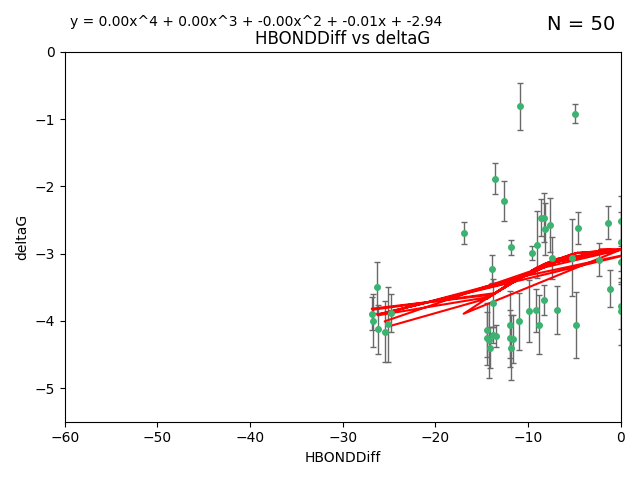 y = 0.00x^4 + 0.00x^3 + -0.00x^2 + -0.01x + -2.94
N = 50
HBONDDiff vs deltaG
0
−1
−2
−3
−4
−5
deltaG
−60 −50 −40 −30 −20 −10 0
HBONDDiff